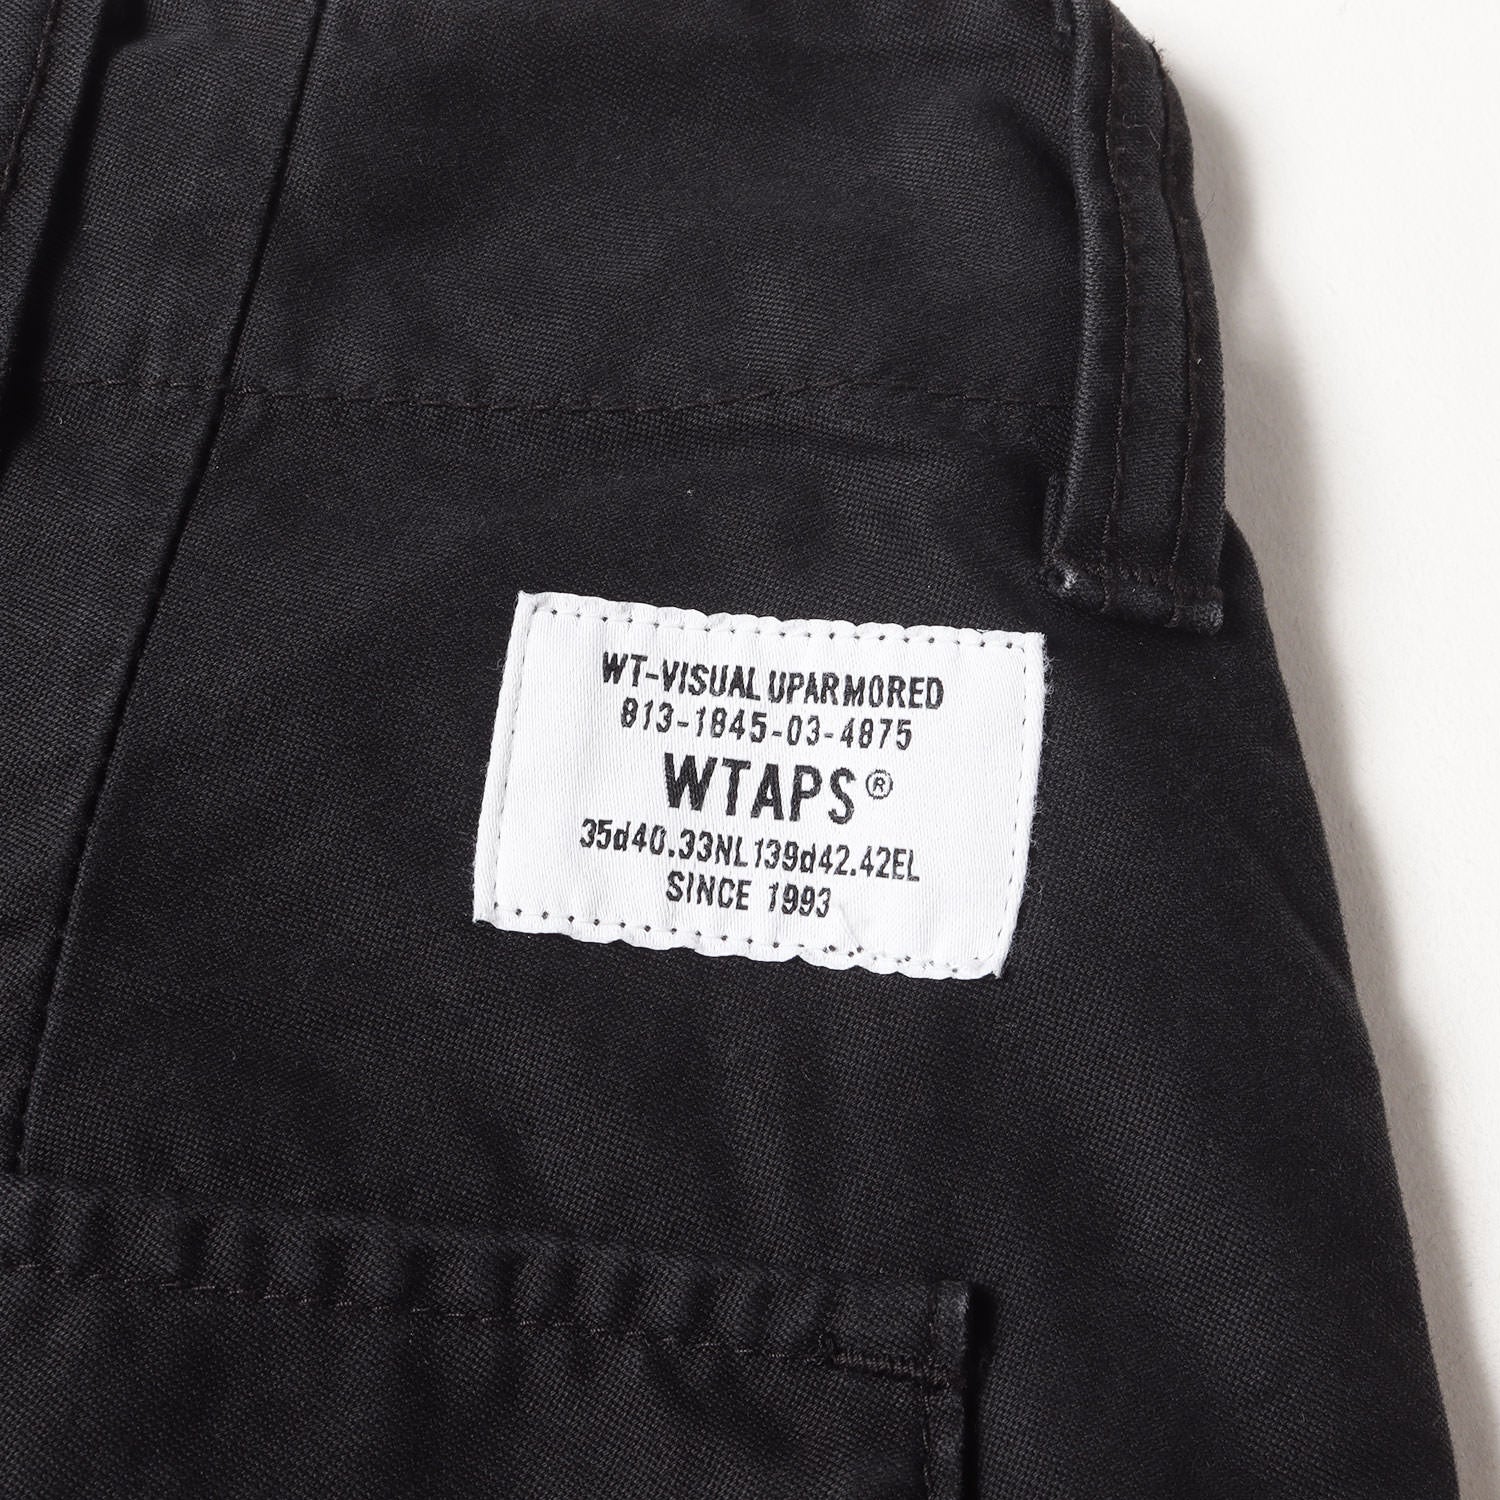 WT-VISUAL UPARMORED
813-1845-03-4875
WTAPS®
35d40.33NL139d42.42EL
SINCE 1993